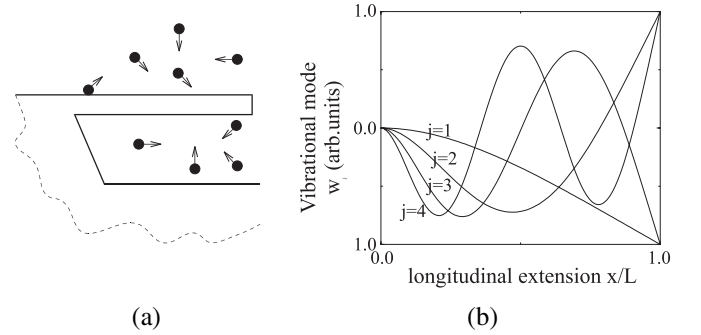 1.0
Vibrational mode
wᵢ (arb.units)
0.0
1.0
j=1
j=2
j=3
j=4
0.0
1.0
longitudinal extension x/L
(a)
(b)